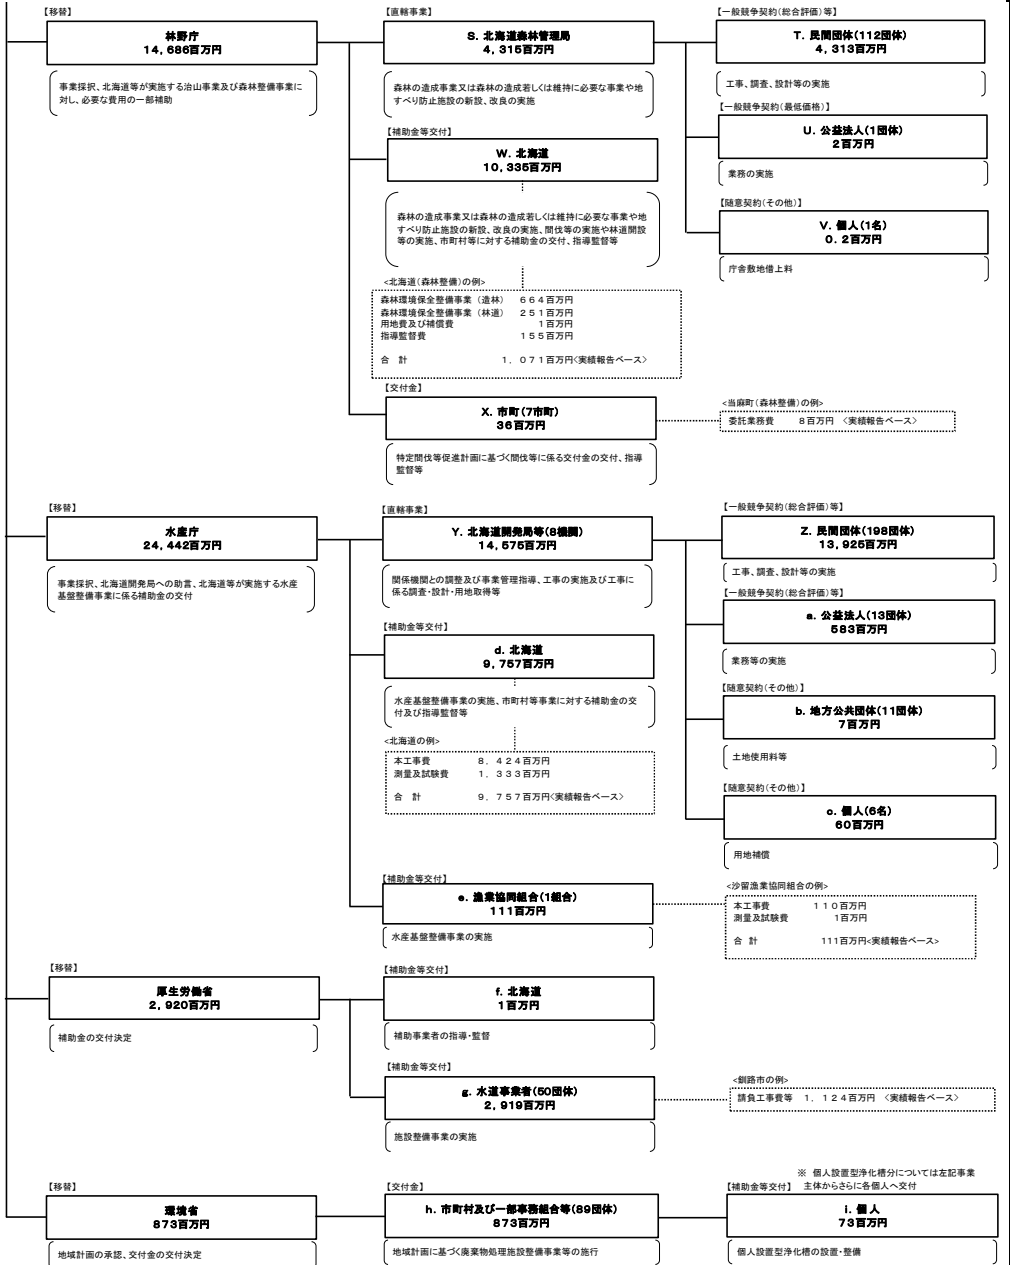 【移替】
林野庁
14,686百万円
事業採択、北海道等が実施する治山事業及び森林整備事業に
対し、必要な費用の一部補助
【直轄事業】
S. 北海道森林管理局
4,315百万円
森林の造成事業又は森林の造成若しくは維持に必要な事業や地
すべり防止施設の新設、改良の実施
【一般競争契約(総合評価)等】
T. 民間団体(112団体)
4,313百万円
工事、調査、設計等の実施
【一般競争契約(最低価格)】
U. 公益法人(1団体)
2百万円
業務の実施
【随意契約(その他)】
V. 個人(1名)
0.2百万円
庁舎敷地借上料
【補助金等交付】
W. 北海道
10,335百万円
森林の造成事業又は森林の造成若しくは維持に必要な事業や地
すべり防止施設の新設、改良の実施、間伐等の実施や林道開設
等の実施、市町村等に対する補助金の交付、指導監督等
<北海道(森林整備)の例>
森林環境保全整備事業(造林) 664百万円
森林環境保全整備事業(林道) 251百万円
用地費及び補償費 1百万円
指導監督費 155百万円
合 計 1,071百万円<実績報告ベース>
【交付金】
X. 市町(7市町)
36百万円
特定間伐等促進計画に基づく間伐等に係る交付金の交付、指導
監督等
<当麻町(森林整備)の例>
委託業務費 8百万円 <実績報告ベース>
【移替】
水産庁
24,442百万円
事業採択、北海道開発局への助言、北海道等が実施する水産
基盤整備事業に係る補助金の交付
【直轄事業】
Y. 北海道開発局等(8機関)
14,575百万円
関係機関との調整及び事業管理指導、工事の実施及び工事に
係る調査・設計・用地取得等
【一般競争契約(総合評価)等】
Z. 民間団体(198団体)
13,925百万円
工事、調査、設計等の実施
【一般競争契約(総合評価)等】
a. 公益法人(13団体)
583百万円
業務等の実施
【随意契約(その他)】
b. 地方公共団体(11団体)
7百万円
土地使用料等
【随意契約(その他)】
c. 個人(6名)
60百万円
用地補償
【補助金等交付】
d. 北海道
9,757百万円
水産基盤整備事業の実施、市町村等事業に対する補助金の交
付及び指導監督等
<北海道の例>
本工事費 8,424百万円
測量及試験費 1,333百万円
合 計 9,757百万円<実績報告ベース>
【補助金等交付】
e. 漁業協同組合(1組合)
111百万円
水産基盤整備事業の実施
<沙留漁業協同組合の例>
本工事費 110百万円
測量及試験費 1百万円
合 計 111百万円<実績報告ベース>
【移替】
厚生労働省
2,920百万円
補助金の交付決定
【補助金等交付】
f. 北海道
1百万円
補助事業者の指導・監督
【補助金等交付】
g. 水道事業者(50団体)
2,919百万円
施設整備事業の実施
<釧路市の例>
請負工事費等 1,124百万円 <実績報告ベース>
【移替】
環境省
873百万円
地域計画の承認、交付金の交付決定
【交付金】
h. 市町村及び一部事務組合等(89団体)
873百万円
地域計画に基づく廃棄物処理施設整備事業等の施行
※ 個人設置型浄化槽分については左記事業
主体からさらに各個人へ交付
【補助金等交付】
i. 個人
73百万円
個人設置型浄化槽の設置・整備